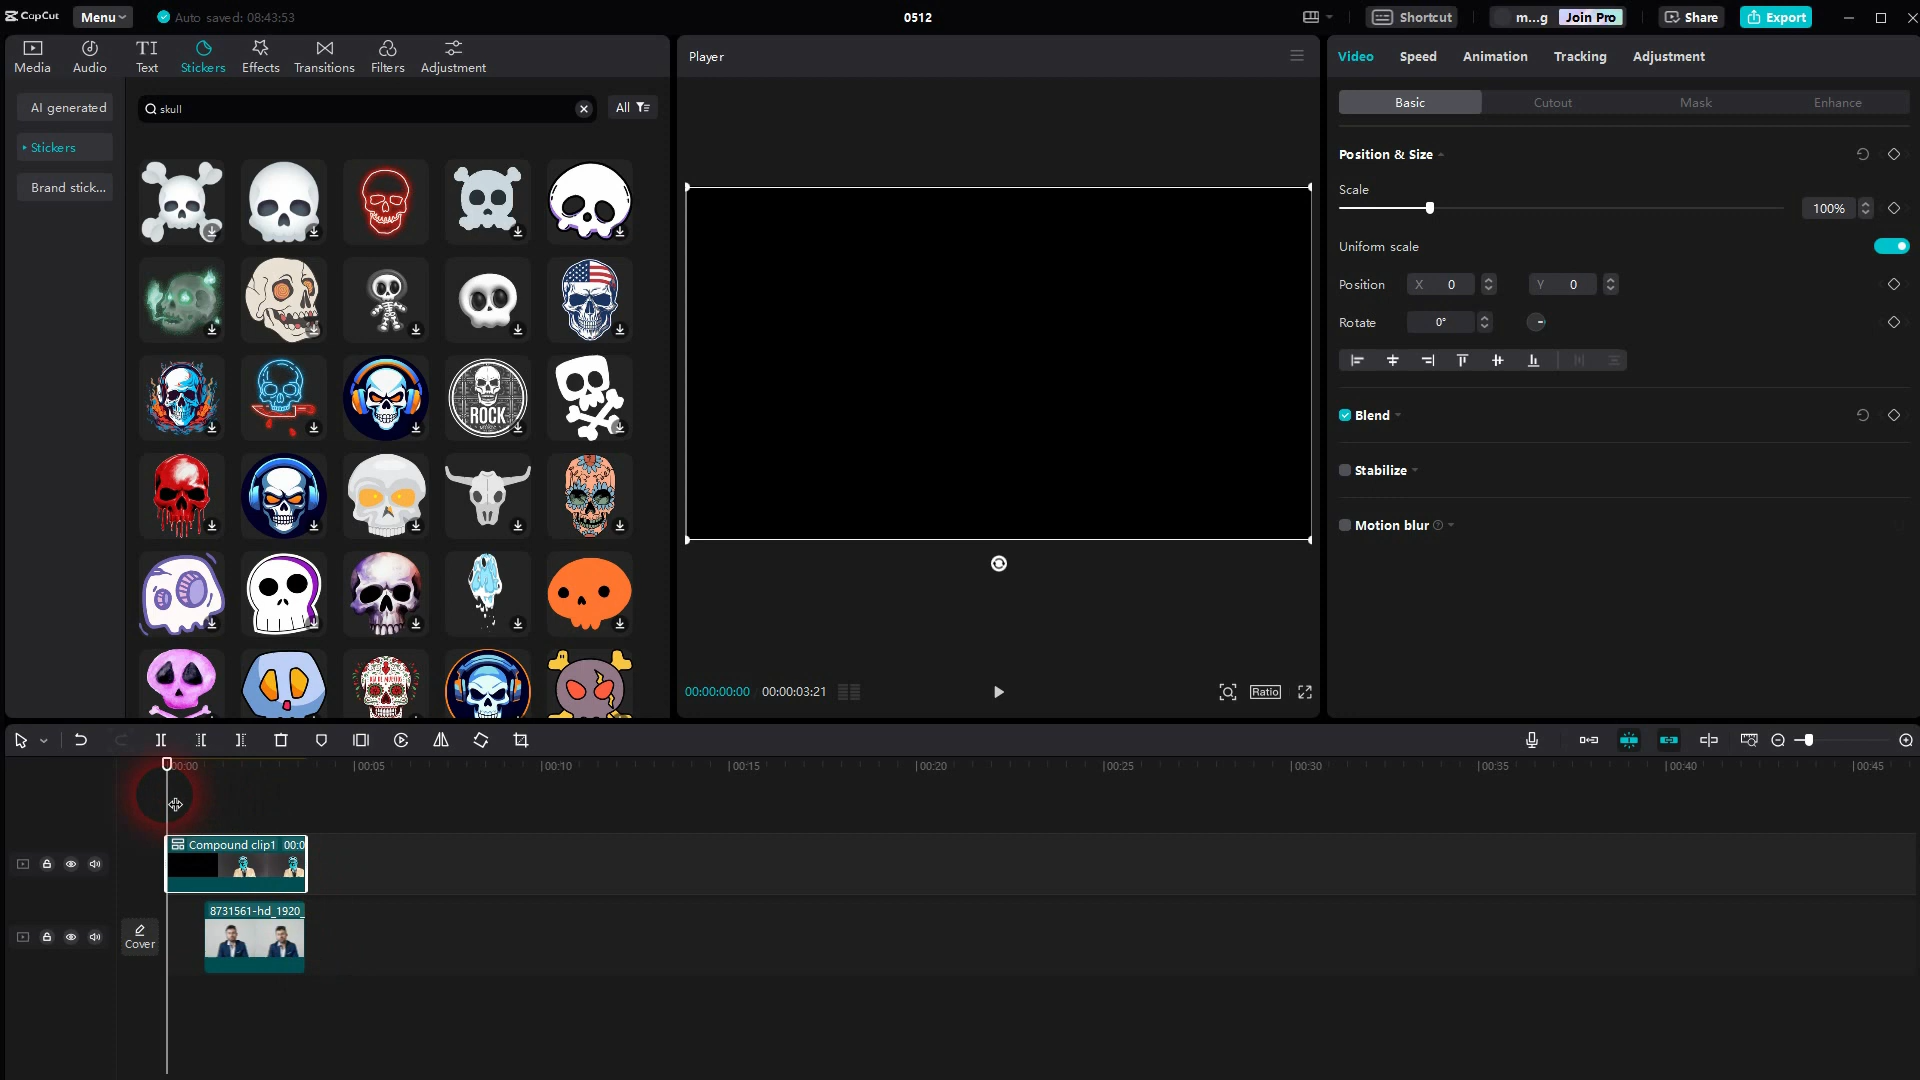 CapCut
Menu
Auto saved: 08:43:53
0512
Shortcut
m...g
Join Pro
Share
Export
Media
Audio
TI
Text
Stickers
Effects
Transitions
Filters
Adjustment
AI generated
Stickers
Brand stick...
skull
All
ROCK
Player
00:00:00:00
00:00:03:21
Ratio
Video
Speed
Animation
Tracking
Adjustment
Basic
Cutout
Mask
Enhance
Position & Size
Scale
100%
Uniform scale
Position
X 0
Y 0
Rotate
0°
Blend
Stabilize
Motion blur
00:00
00:05
00:10
00:15
00:20
00:25
00:30
00:35
00:40
00:45
Compound clip1 00:0
Cover
8731561-hd_1920_